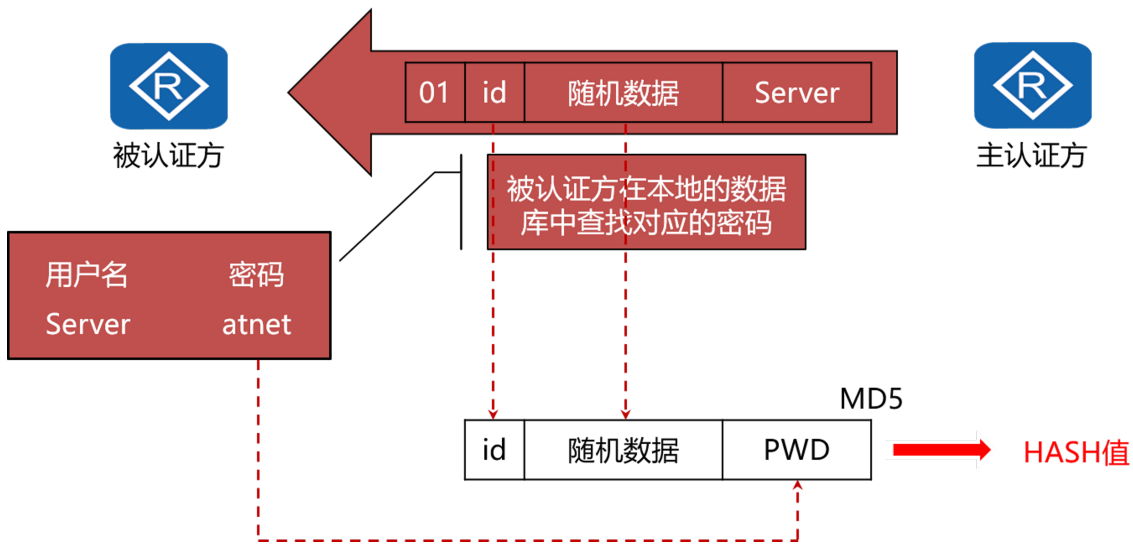 R
R
01 id 随机数据 Server
被认证方
主认证方
被认证方在本地的数据
库中查找对应的密码
用户名 密码
Server atnet
MD5
id 随机数据 PWD
HASH值